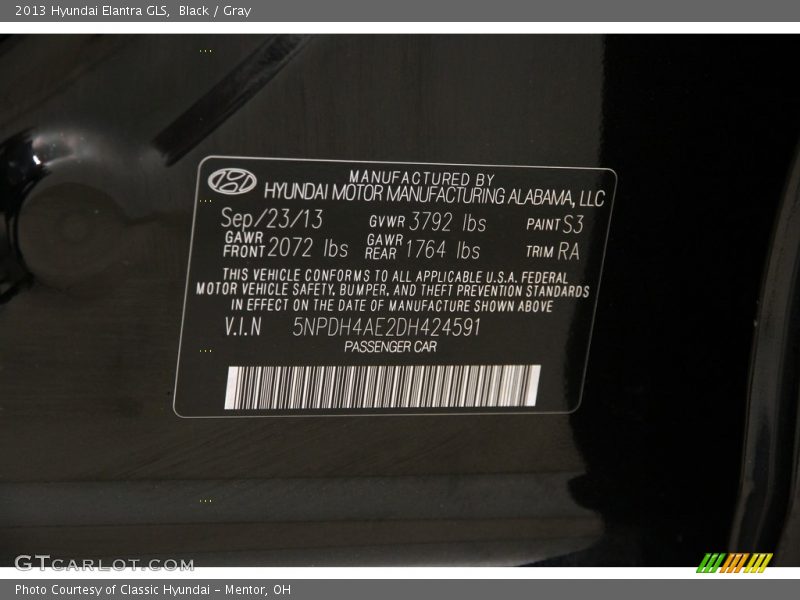 2013 Hyundai Elantra GLS, Black / Gray
MANUFACTURED BY
HYUNDAI MOTOR MANUFACTURING ALABAMA, LLC
Sep/23/13 GVWR 3792 lbs PAINT S3
GAWR FRONT 2072 lbs GAWR REAR 1764 lbs TRIM RA
THIS VEHICLE CONFORMS TO ALL APPLICABLE U.S.A. FEDERAL
MOTOR VEHICLE SAFETY, BUMPER, AND THEFT PREVENTION STANDARDS
IN EFFECT ON THE DATE OF MANUFACTURE SHOWN ABOVE
V.I.N 5NPDH4AE2DH424591
PASSENGER CAR
GTCARLOT.COM
Photo Courtesy of Classic Hyundai - Mentor, OH